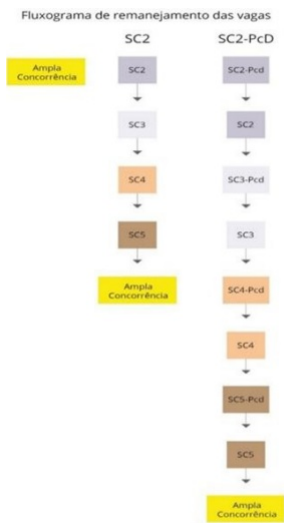 Fluxograma de remanejamento das vagas
SC2
SC2-PcD
Ampla
Concorrência
SC2
SC3
SC4
SC5
Ampla
Concorrência
SC2-Pcd
SC2
SC3-Pcd
SC3
SC4-Pcd
SC4
SC5-Pcd
SC5
Ampla
Concorrência